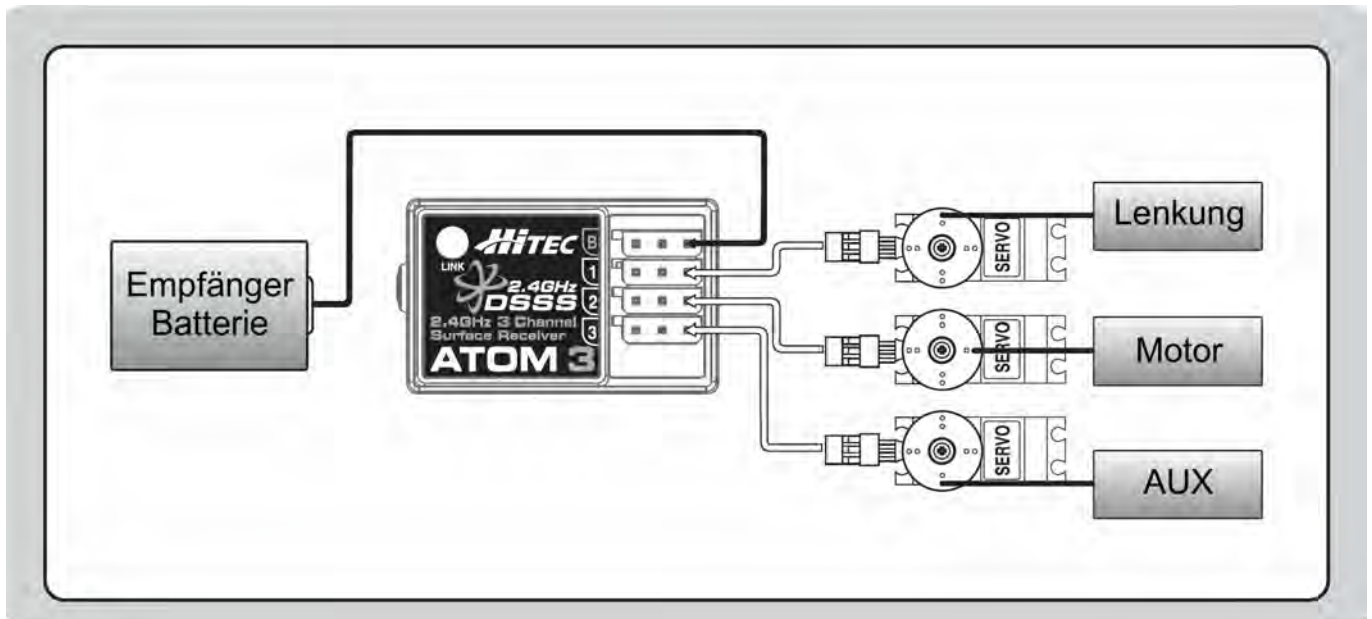 Empfänger
Batterie
HiTEC
LINK
2.4GHz
DSSS
2.4GHz 3 Channel
Surface Receiver
ATOM 3
B
1
2
3
SERVO
Lenkung
SERVO
Motor
SERVO
AUX